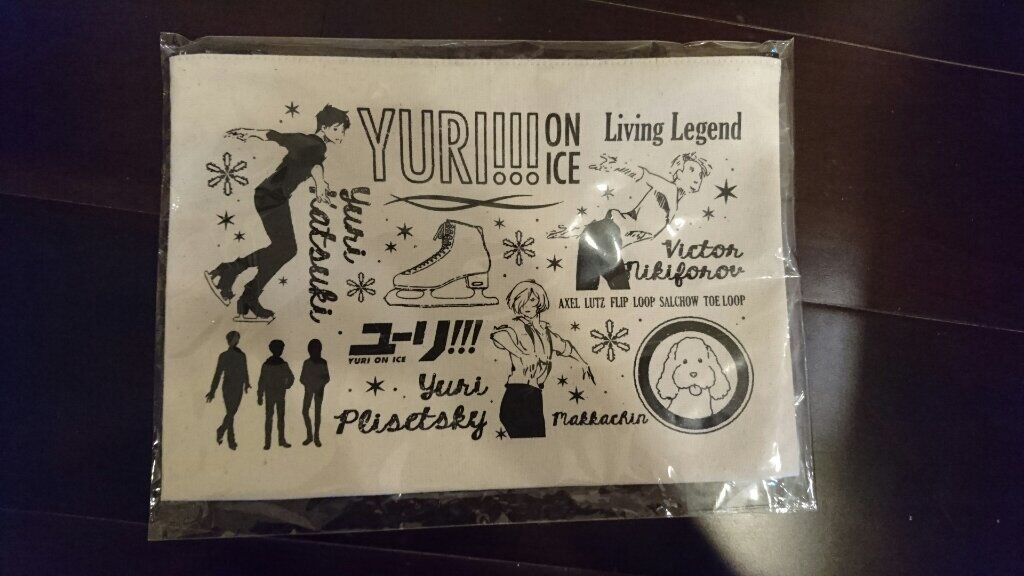 YURI!!! ON ICE
Living Legend
Yuri Katsuki
Victor Nikiforov
AXEL LUTZ FLIP LOOP SALCHOW TOE LOOP
ユーリ!!!
YURI ON ICE
Yuri
Plisetsky
Makkachin